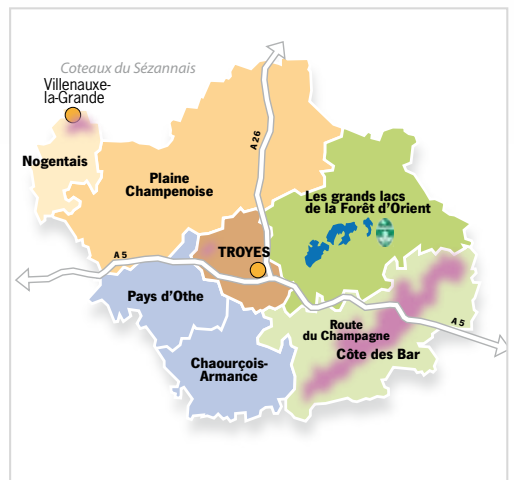 Coteaux du Sézannais
Villenauxe-
la-Grande
Nogentais
Plaine
Champenoise
A 26
Les grands lacs
de la Forêt d'Orient
TROYES
A 5
Pays d'Othe
Route
du Champagne
Côte des Bar
A 5
Chaourçois-
Armance